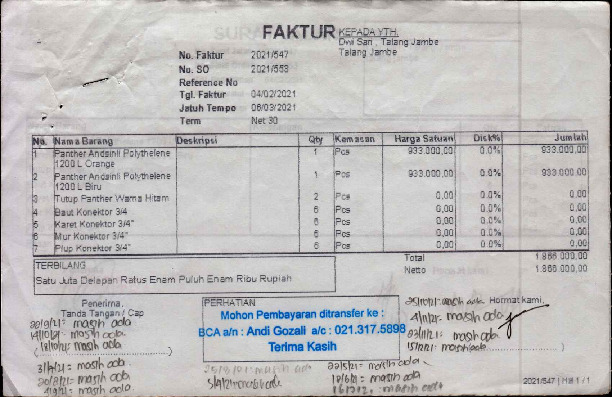 FAKTUR
KEPADA YTH.
Dwi Sari , Talang Jambe
Talang Jambe
No. Faktur 2021/547
No. SO 2021/553
Reference No
Tgl. Faktur 04/02/2021
Jatuh Tempo 06/03/2021
Term Net 30
No. Nama Barang Deskripsi Qty Kemasan Harga Satuan Disk% Jumlah
1 Panther Andainli Polythelene 1 Pcs 933.000,00 0.0% 933.000,00
1200 L Orange
2 Panther Andainli Polythelene 1 Pcs 933.000,00 0.0% 933.000,00
1200 L Biru
3 Tutup Panther Warna Hitam 2 Pcs 0,00 0.0% 0,00
4 Baut Konektor 3/4 6 Pcs 0,00 0.0% 0,00
5 Karet Konektor 3/4" 6 Pcs 0,00 0.0% 0,00
6 Mur Konektor 3/4" 6 Pcs 0,00 0.0% 0,00
7 Plup Konektor 3/4" 6 Pcs 0,00 0.0% 0,00
Total 1.866.000,00
Netto 1.866.000,00
TERBILANG
Satu Juta Delapan Ratus Enam Puluh Enam Ribu Rupiah
Penerima,
Tanda Tangan / Cap
masih ada
masih ada
masih ada
masih ada
masih ada
masih ada
PERHATIAN
Mohon Pembayaran ditransfer ke :
BCA a/n : Andi Gozali a/c : 021.317.5898
Terima Kasih
masih ada
masih ada
masih ada
masih ada
Hormat kami,
masih ada
masih ada
masih ada
masih ada
2021/547 | Hal 1 / 1